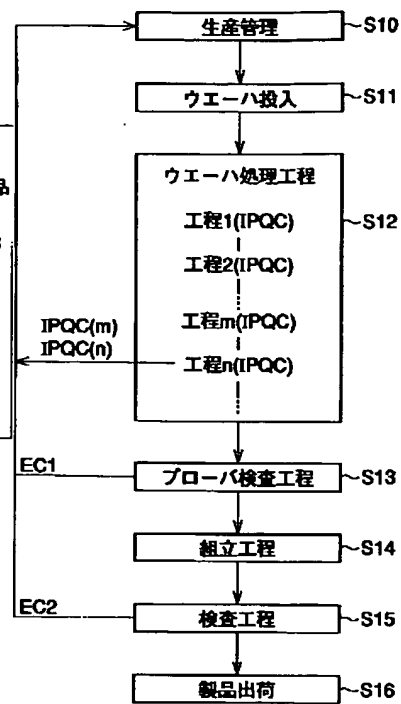 生産管理
S10
ウエーハ投入
S11
品
ウエーハ処理工程
工程1(IPQC)
S12
工程2(IPQC)
IPQC(m)
工程m(IPQC)
IPQC(n)
工程n(IPQC)
EC1
プローバ検査工程
S13
組立工程
S14
EC2
検査工程
S15
製品出荷
S16